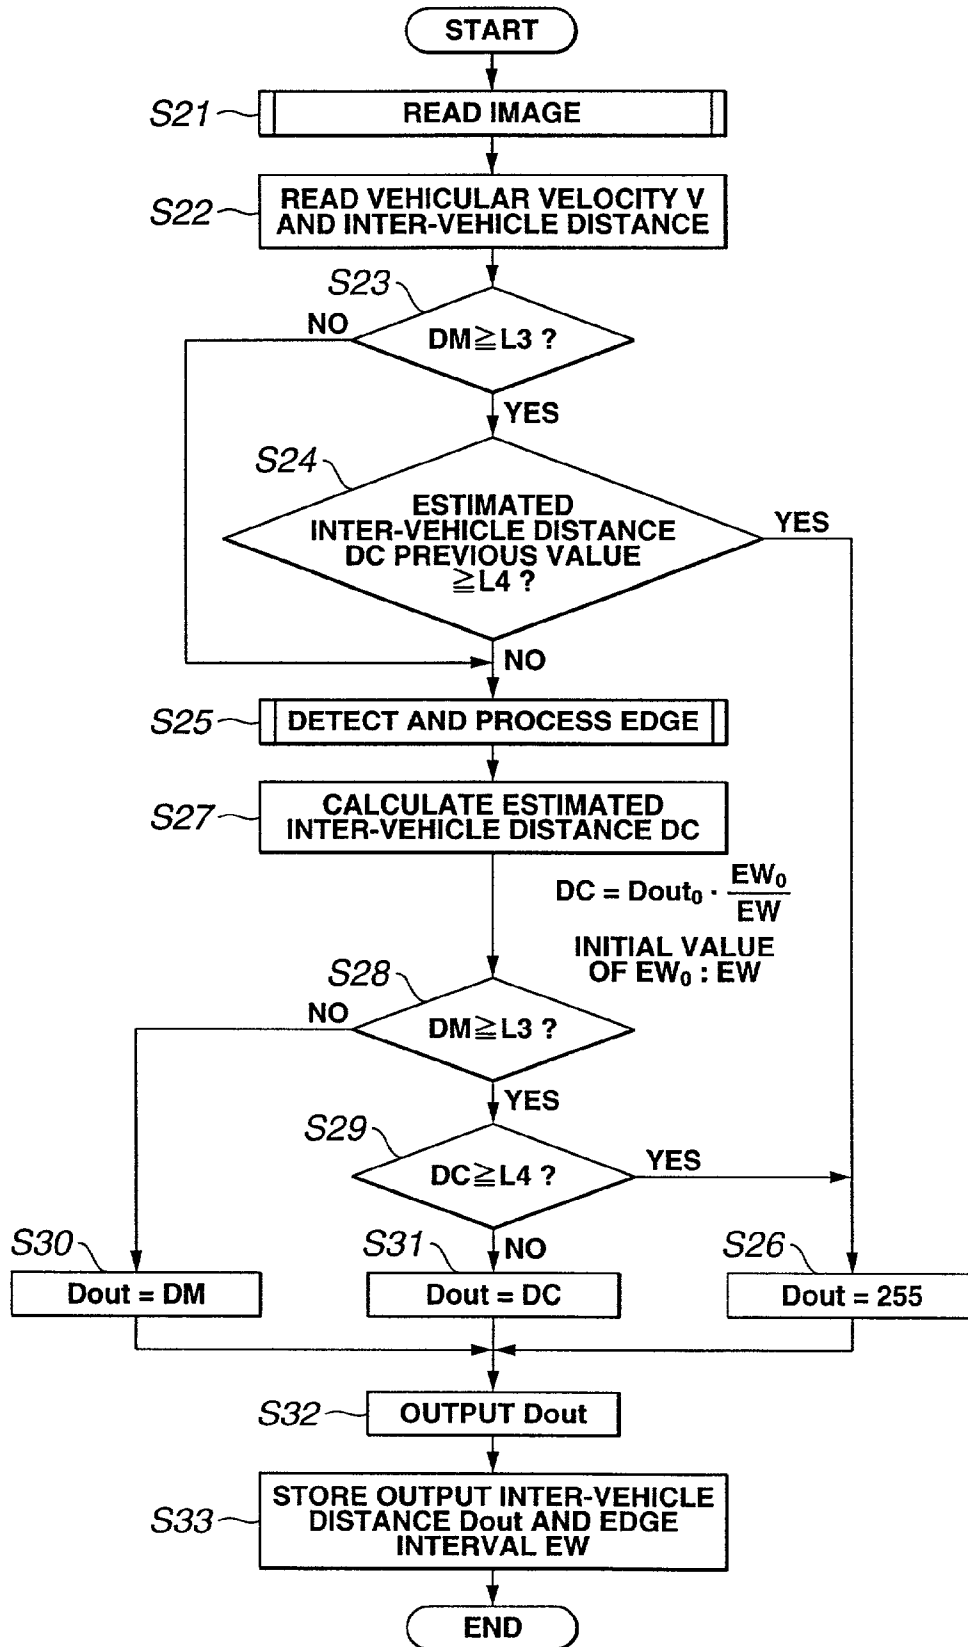 START
S21
READ IMAGE
S22
READ VEHICULAR VELOCITY V
AND INTER-VEHICLE DISTANCE
S23
NO
DM≧L3 ?
YES
S24
ESTIMATED
INTER-VEHICLE DISTANCE
DC PREVIOUS VALUE
≧L4 ?
YES
NO
S25
DETECT AND PROCESS EDGE
S27
CALCULATE ESTIMATED
INTER-VEHICLE DISTANCE DC
DC = Dout₀ · EW₀
EW
INITIAL VALUE
OF EW₀ : EW
S28
NO
DM≧L3 ?
YES
S29
DC≧L4 ?
YES
NO
S30
Dout = DM
S31
Dout = DC
S26
Dout = 255
S32
OUTPUT Dout
S33
STORE OUTPUT INTER-VEHICLE
DISTANCE Dout AND EDGE
INTERVAL EW
END